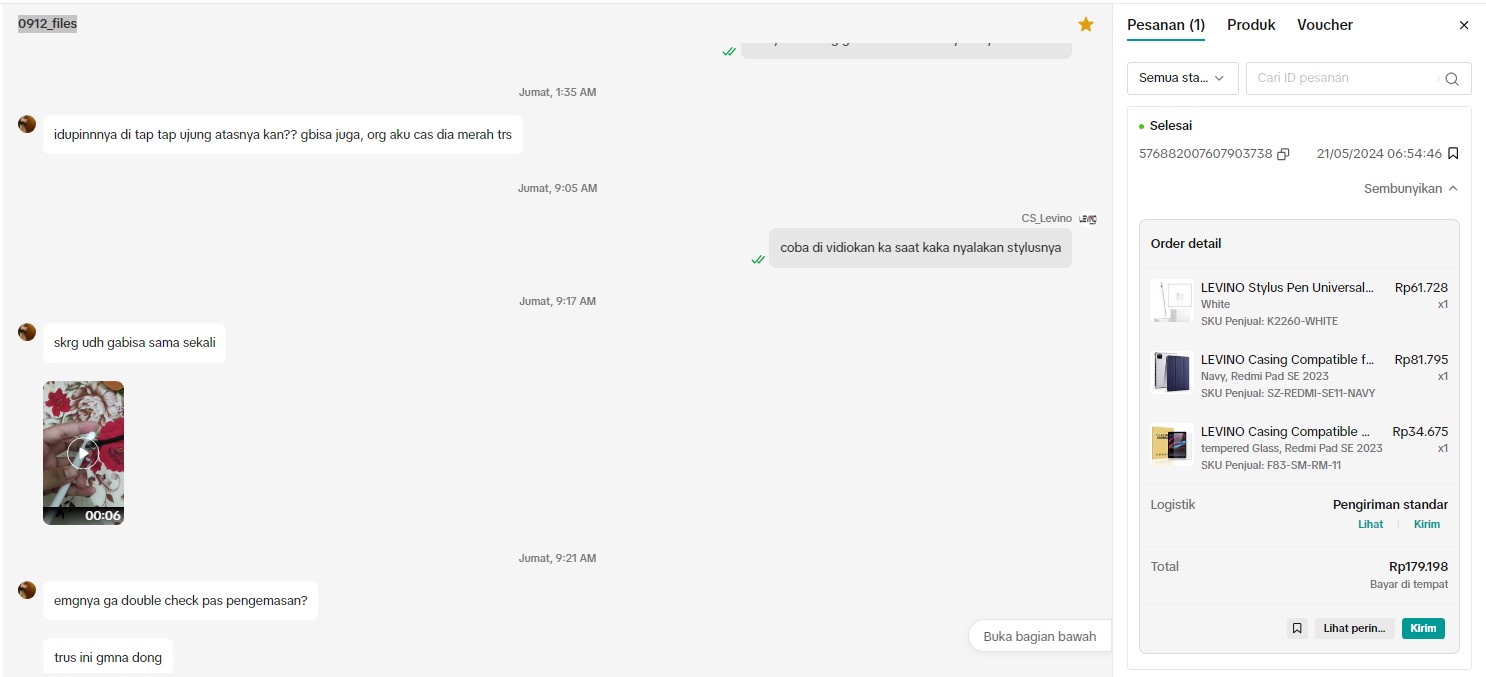 0912_files
Jumat, 1:35 AM
idupinnnya di tap tap ujung atasnya kan?? gbisa juga, org aku cas dia merah trs
Jumat, 9:05 AM
CS_Levino
coba di vidiokan ka saat kaka nyalakan stylusnya
Jumat, 9:17 AM
skrg udh gabisa sama sekali
00:06
Jumat, 9:21 AM
emgnya ga double check pas pengemasan?
trus ini gmna dong
Buka bagian bawah
Pesanan (1) Produk Voucher
Semua sta... Cari ID pesanan
Selesai
576882007607903738 21/05/2024 06:54:46
Sembunyikan
Order detail
LEVINO Stylus Pen Universal... Rp61.728
White x1
SKU Penjual: K2260-WHITE
LEVINO Casing Compatible f... Rp81.795
Navy, Redmi Pad SE 2023 x1
SKU Penjual: SZ-REDMI-SE11-NAVY
LEVINO Casing Compatible ... Rp34.675
tempered Glass, Redmi Pad SE 2023 x1
SKU Penjual: F83-SM-RM-11
Logistik Pengiriman standar
Lihat Kirim
Total Rp179.198
Bayar di tempat
Lihat perin... Kirim